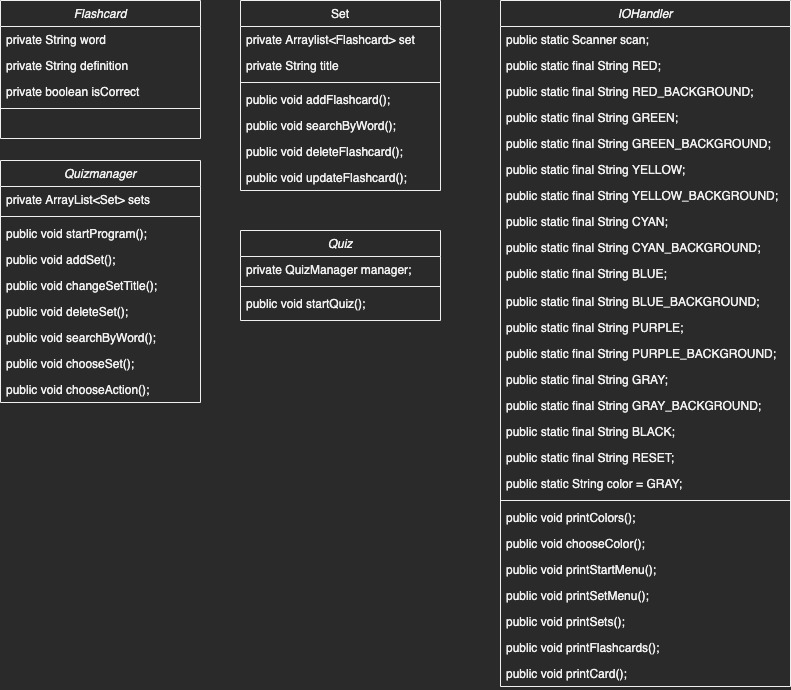 Flashcard
private String word
private String definition
private boolean isCorrect
Quizmanager
private ArrayList<Set> sets
public void startProgram();
public void addSet();
public void changeSetTitle();
public void deleteSet();
public void searchByWord();
public void chooseSet();
public void chooseAction();
Set
private Arraylist<Flashcard> set
private String title
public void addFlashcard();
public void searchByWord();
public void deleteFlashcard();
public void updateFlashcard();
Quiz
private QuizManager manager;
public void startQuiz();
IOHandler
public static Scanner scan;
public static final String RED;
public static final String RED_BACKGROUND;
public static final String GREEN;
public static final String GREEN_BACKGROUND;
public static final String YELLOW;
public static final String YELLOW_BACKGROUND;
public static final String CYAN;
public static final String CYAN_BACKGROUND;
public static final String BLUE;
public static final String BLUE_BACKGROUND;
public static final String PURPLE;
public static final String PURPLE_BACKGROUND;
public static final String GRAY;
public static final String GRAY_BACKGROUND;
public static final String BLACK;
public static final String RESET;
public static String color = GRAY;
public void printColors();
public void chooseColor();
public void printStartMenu();
public void printSetMenu();
public void printSets();
public void printFlashcards();
public void printCard();